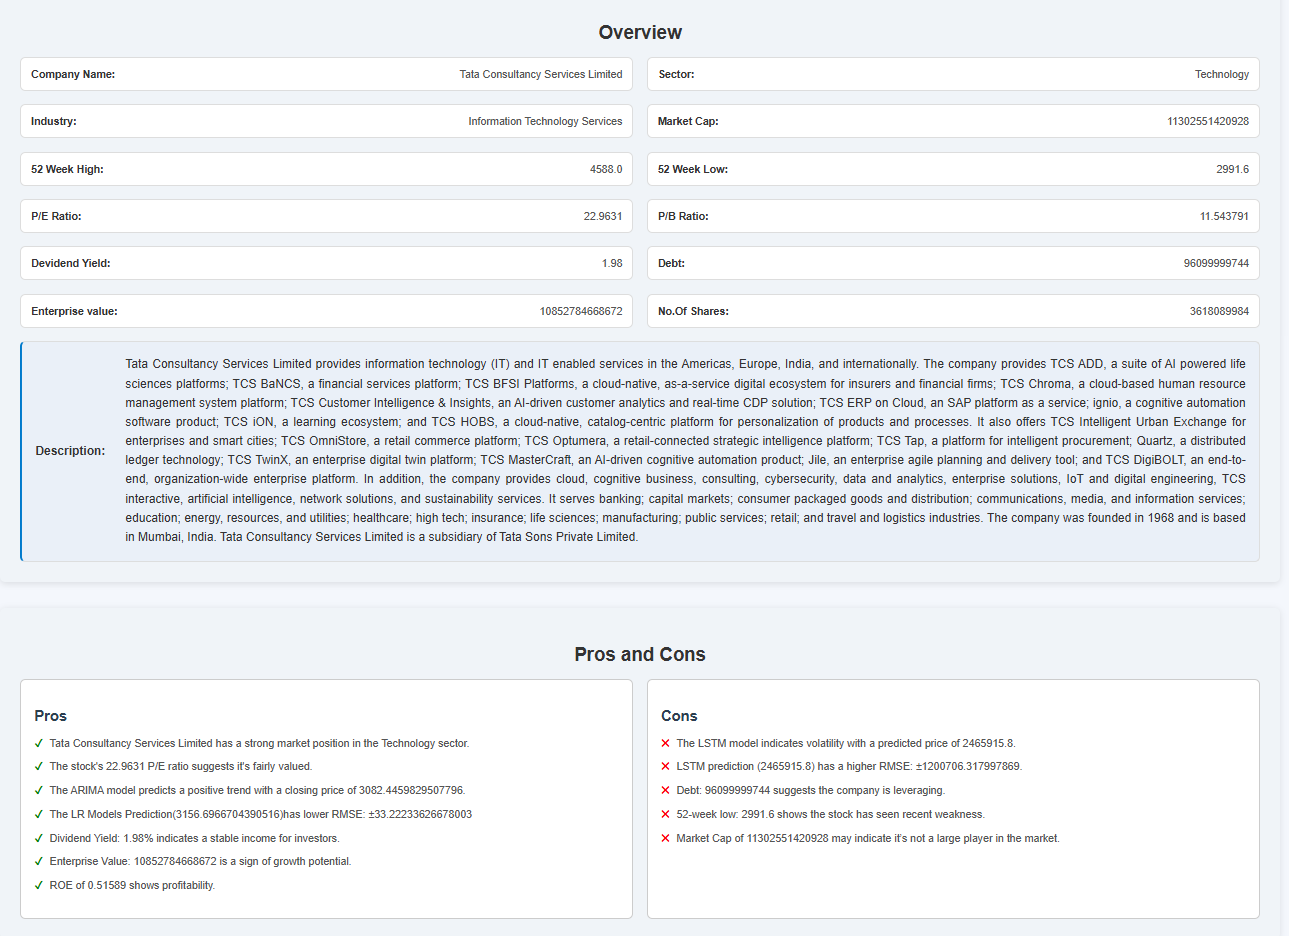 Overview
Company Name: Tata Consultancy Services Limited
Sector: Technology
Industry: Information Technology Services
Market Cap: 11302551420928
52 Week High: 4588.0
52 Week Low: 2991.6
P/E Ratio: 22.9631
P/B Ratio: 11.543791
Devidend Yield: 1.98
Debt: 96099999744
Enterprise value: 10852784668672
No.Of Shares: 3618089984
Description:
Tata Consultancy Services Limited provides information technology (IT) and IT enabled services in the Americas, Europe, India, and internationally. The company provides TCS ADD, a suite of AI powered life
sciences platforms; TCS BaNCS, a financial services platform; TCS BFSI Platforms, a cloud-native, as-a-service digital ecosystem for insurers and financial firms; TCS Chroma, a cloud-based human resource
management system platform; TCS Customer Intelligence & Insights, an AI-driven customer analytics and real-time CDP solution; TCS ERP on Cloud, an SAP platform as a service; ignio, a cognitive automation
software product; TCS iON, a learning ecosystem; and TCS HOBS, a cloud-native, catalog-centric platform for personalization of products and processes. It also offers TCS Intelligent Urban Exchange for
enterprises and smart cities; TCS OmniStore, a retail commerce platform; TCS Optumera, a retail-connected strategic intelligence platform; TCS Tap, a platform for intelligent procurement; Quartz, a distributed
ledger technology; TCS TwinX, an enterprise digital twin platform; TCS MasterCraft, an AI-driven cognitive automation product; Jile, an enterprise agile planning and delivery tool; and TCS DigiBOLT, an end-to-
end, organization-wide enterprise platform. In addition, the company provides cloud, cognitive business, consulting, cybersecurity, data and analytics, enterprise solutions, IoT and digital engineering, TCS
interactive, artificial intelligence, network solutions, and sustainability services. It serves banking; capital markets; consumer packaged goods and distribution; communications, media, and information services;
education; energy, resources, and utilities; healthcare; high tech; insurance; life sciences; manufacturing; public services; retail; and travel and logistics industries. The company was founded in 1968 and is based
in Mumbai, India. Tata Consultancy Services Limited is a subsidiary of Tata Sons Private Limited.
Pros and Cons
Pros
✓ Tata Consultancy Services Limited has a strong market position in the Technology sector.
✓ The stock's 22.9631 P/E ratio suggests it's fairly valued.
✓ The ARIMA model predicts a positive trend with a closing price of 3082.4459829507796.
✓ The LR Models Prediction(3156.6966704390516)has lower RMSE: ±33.22233626678003
✓ Dividend Yield: 1.98% indicates a stable income for investors.
✓ Enterprise Value: 10852784668672 is a sign of growth potential.
✓ ROE of 0.51589 shows profitability.
Cons
✕ The LSTM model indicates volatility with a predicted price of 2465915.8.
✕ LSTM prediction (2465915.8) has a higher RMSE: ±1200706.317997869.
✕ Debt: 96099999744 suggests the company is leveraging.
✕ 52-week low: 2991.6 shows the stock has seen recent weakness.
✕ Market Cap of 11302551420928 may indicate it's not a large player in the market.